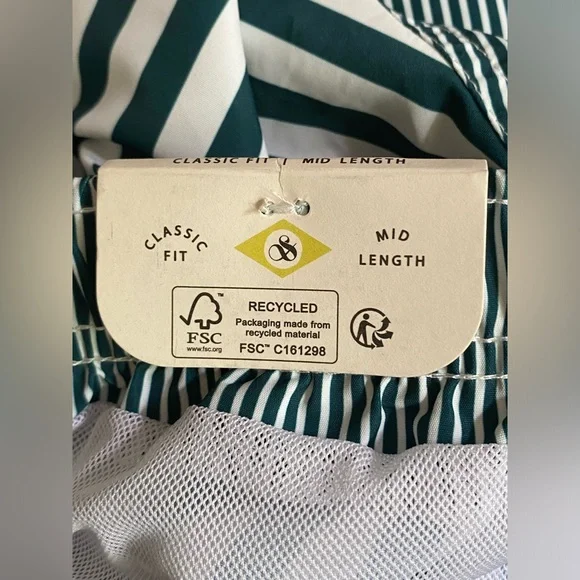 CLASSIC FIT | MID LENGTH
CLASSIC
FIT
MID
LENGTH
FSC
www.fsc.org
RECYCLED
Packaging made from
recycled material
FSC™ C161298